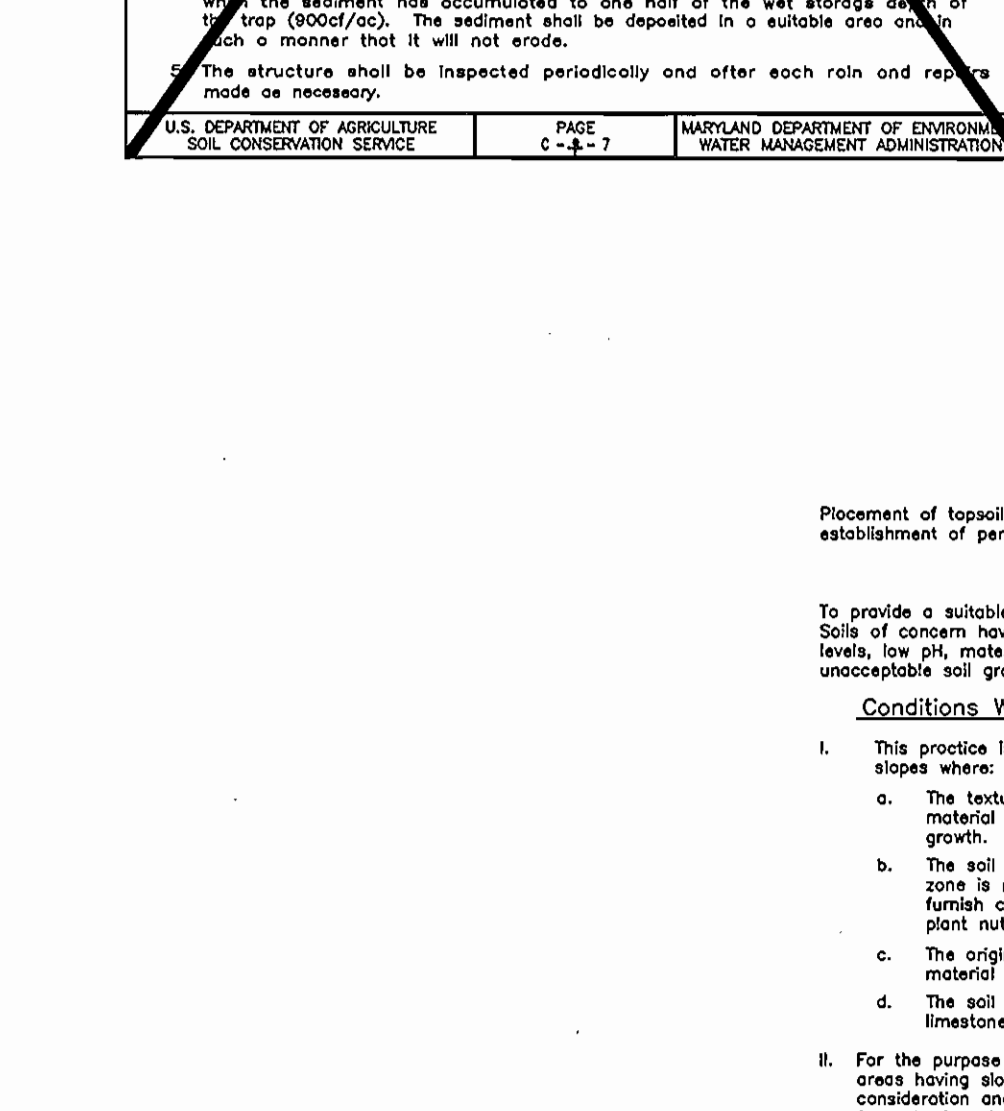 when the sediment has accumulated to one half of the wet storage depth of
the trap (900cf/ac). The sediment shall be deposited in a suitable area and in
such a manner that it will not erode.
5. The structure shall be inspected periodically and after each rain and repairs
made as necessary.
U.S. DEPARTMENT OF AGRICULTURE
SOIL CONSERVATION SERVICE
PAGE
C - - 7
MARYLAND DEPARTMENT OF ENVIRONME
WATER MANAGEMENT ADMINISTRATION
Placement of topsoil
establishment of per
To provide a suitable
Soils of concern hav
levels, low pH, mate
unacceptable soil gro
Conditions W
I. This practice i
slopes where:
a. The textu
material
growth.
b. The soil
zone is
furnish c
plant nut
c. The origi
material
d. The soil
limestone
II. For the purpose
areas having slo
consideration and